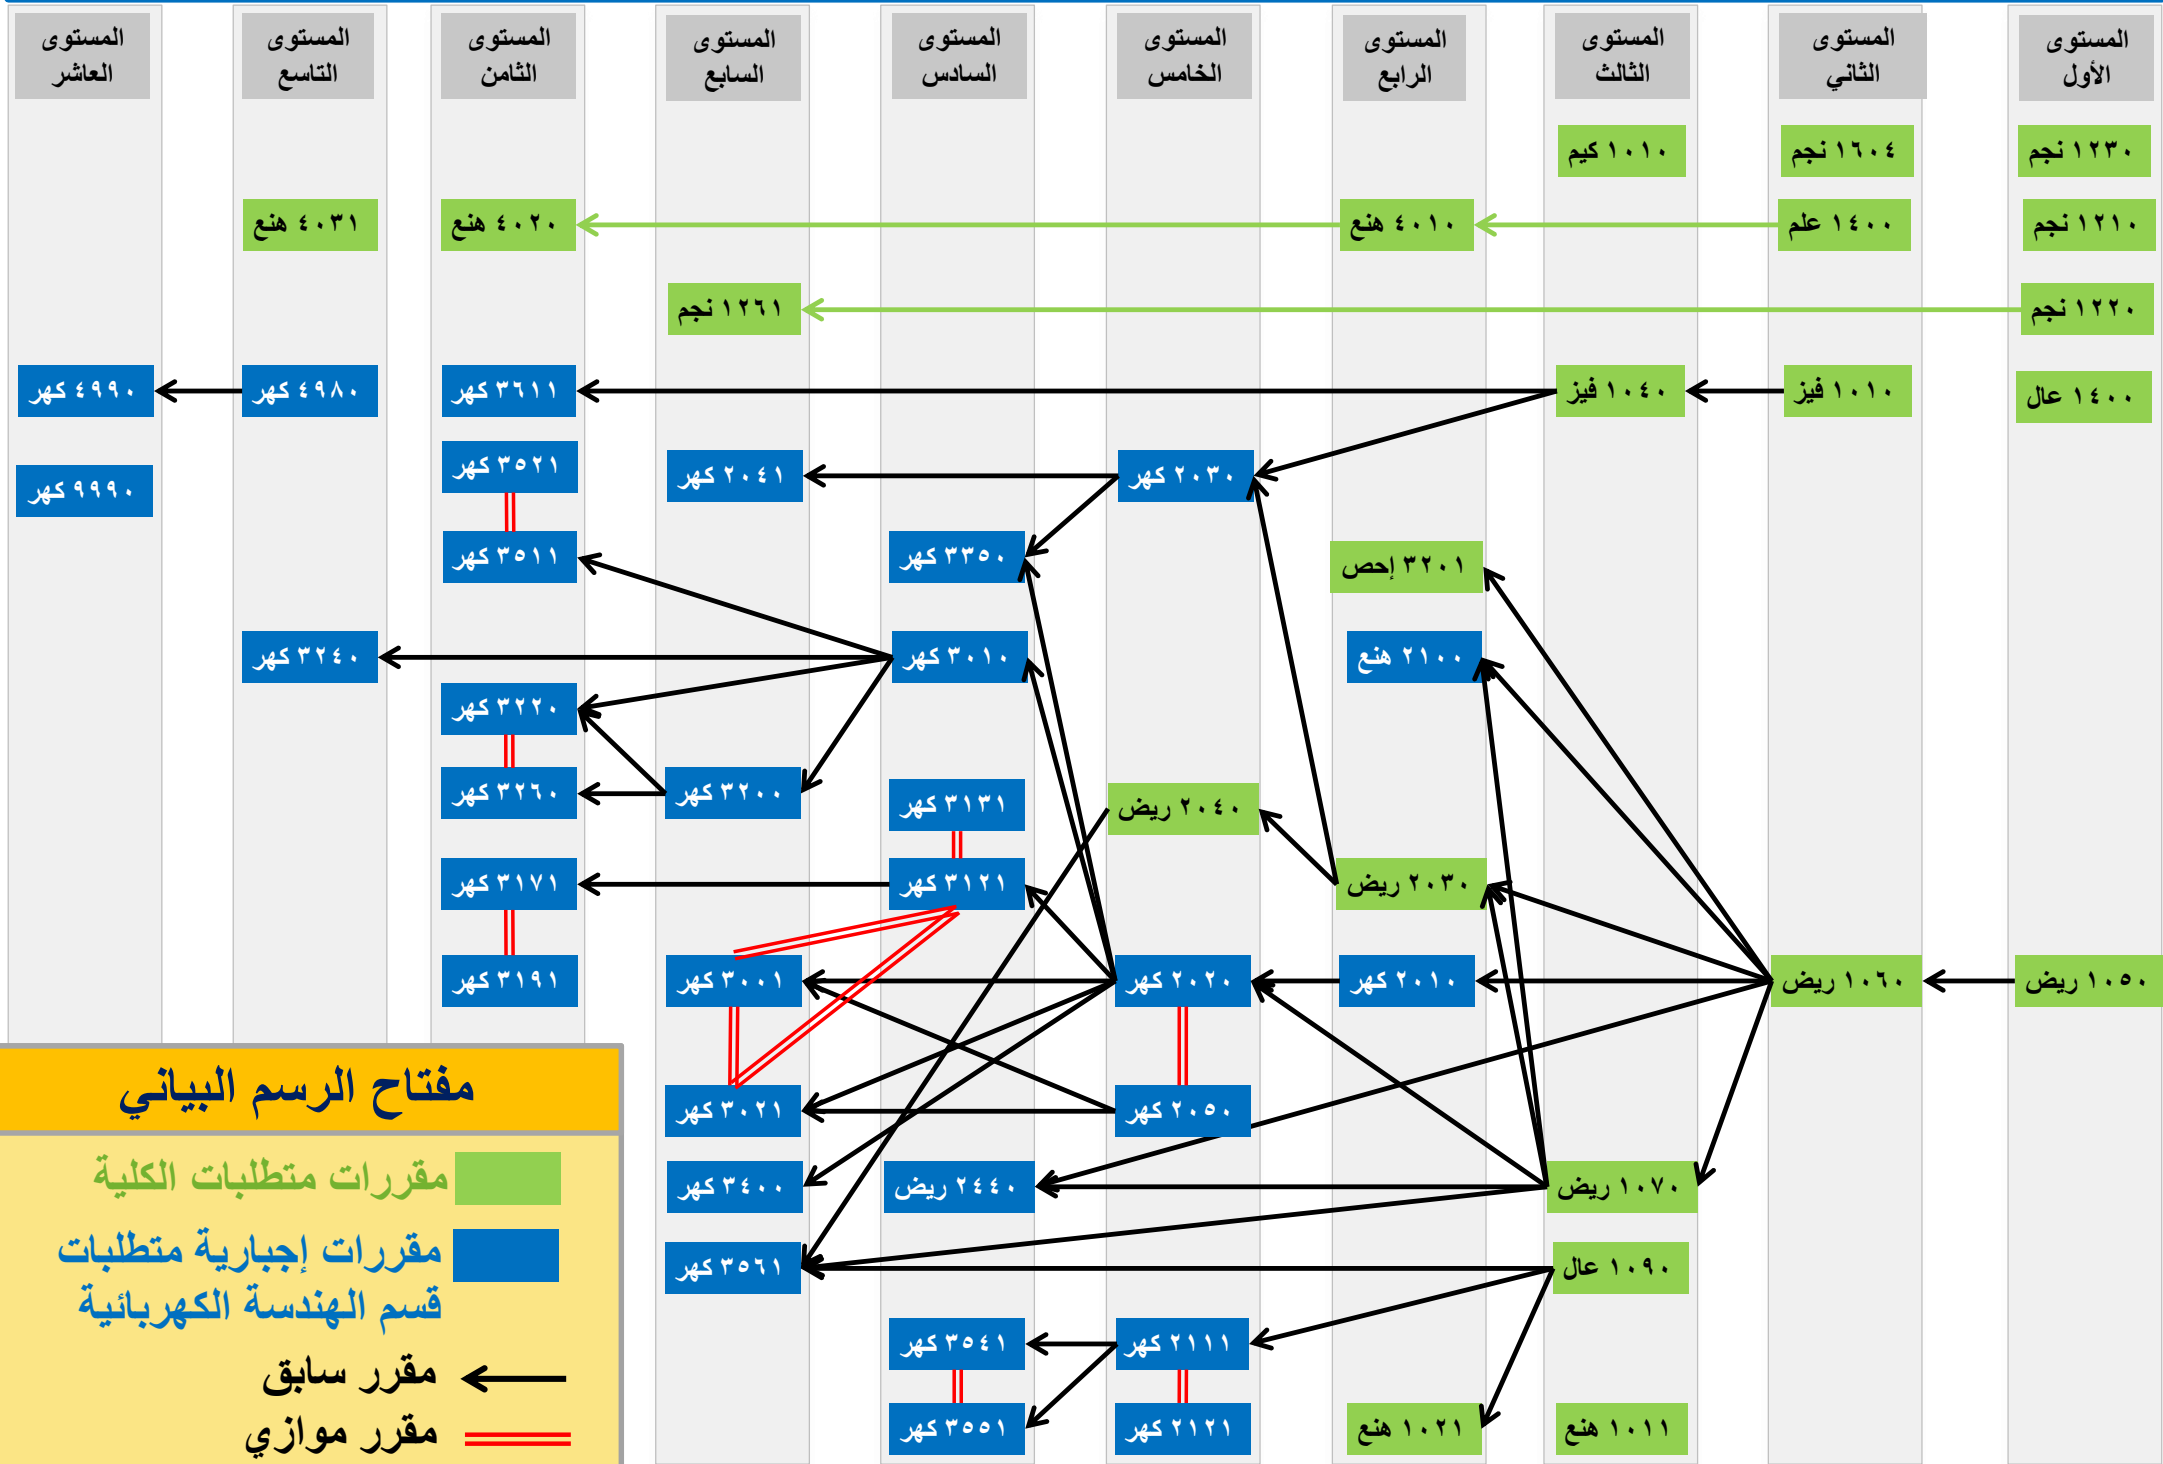 المستوى
الأول
المستوى
الثاني
المستوى
الثالث
المستوى
الرابع
المستوى
الخامس
المستوى
السادس
المستوى
السابع
المستوى
الثامن
المستوى
التاسع
المستوى
العاشر
١٢٣٠ نجم
١٦٠٤ نجم
١٠١٠ كيم
١٢١٠ نجم
١٤٠٠ علم
٤٠١٠ هنع
٤٠٢٠ هنع
٤٠٣١ هنع
١٢٢٠ نجم
١٢٦١ نجم
١٤٠٠ عال
١٠١٠ فيز
١٠٤٠ فيز
٣٦١١ كهر
٤٩٨٠ كهر
٤٩٩٠ كهر
٢٠٣٠ كهر
٢٠٤١ كهر
٣٥٢١ كهر
٩٩٩٠ كهر
٣٢٠١ إحص
٣٣٥٠ كهر
٣٥١١ كهر
٢١٠٠ هنع
٣٠١٠ كهر
٣٢٤٠ كهر
٣٢٢٠ كهر
٢٠٤٠ ريض
٣١٣١ كهر
٣٢٠٠ كهر
٣٢٦٠ كهر
٢٠٣٠ ريض
٣١٢١ كهر
٣١٧١ كهر
١٠٥٠ ريض
١٠٦٠ ريض
٢٠١٠ كهر
٢٠٢٠ كهر
٣٠٠١ كهر
٣١٩١ كهر
٢٠٥٠ كهر
٣٠٢١ كهر
١٠٧٠ ريض
٢٤٤٠ ريض
٣٤٠٠ كهر
١٠٩٠ عال
٣٥٦١ كهر
٢١١١ كهر
٣٥٤١ كهر
١٠١١ هنع
١٠٢١ هنع
٢١٢١ كهر
٣٥٥١ كهر
مفتاح الرسم البياني
مقررات متطلبات الكلية
مقررات إجبارية متطلبات
قسم الهندسة الكهربائية
مقرر سابق
مقرر موازي